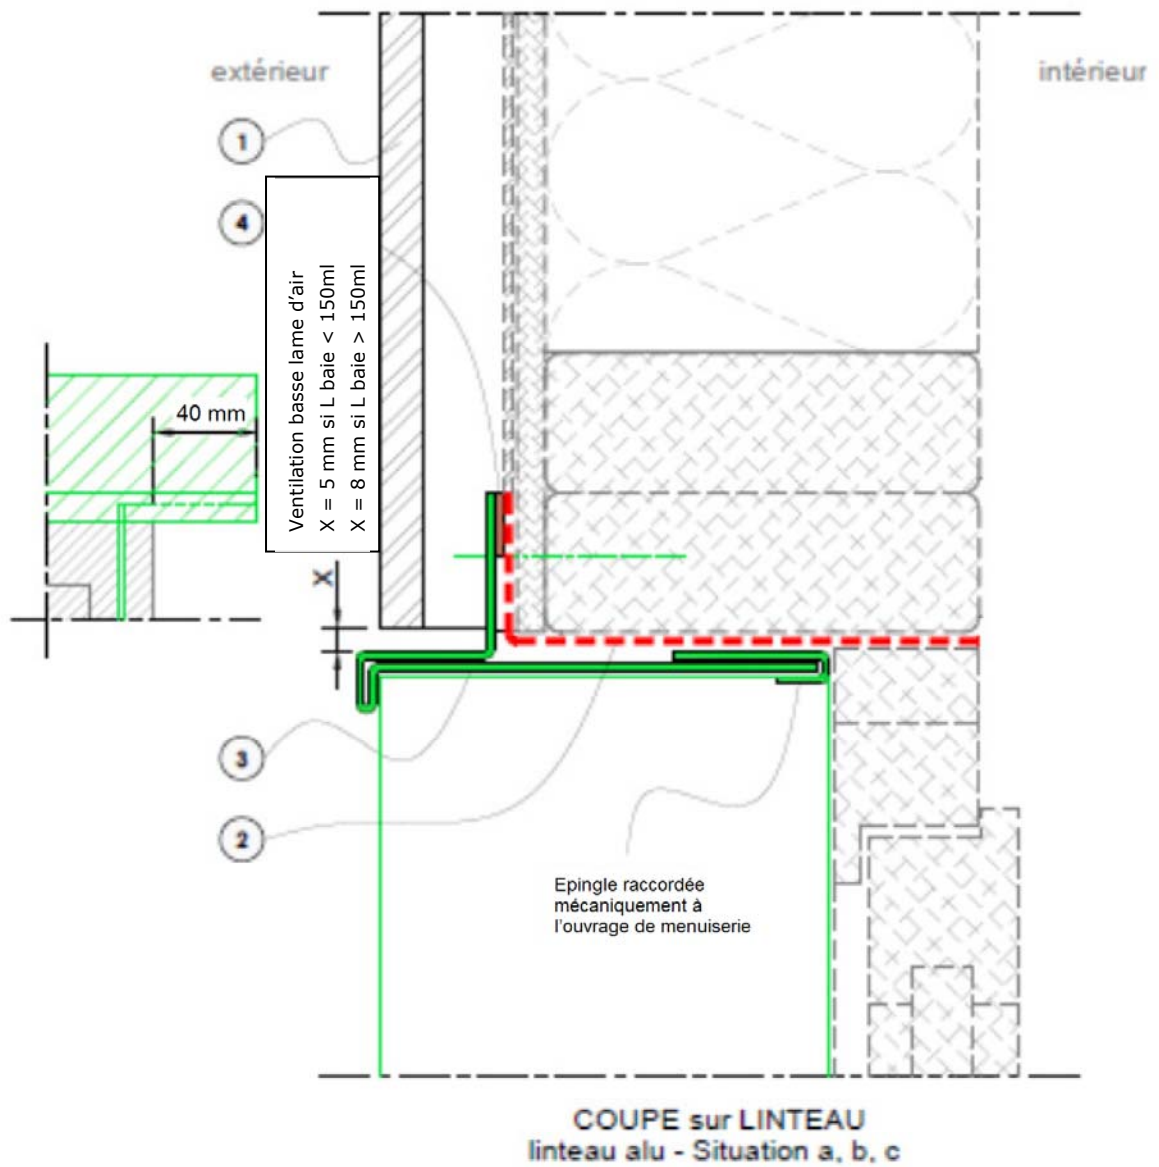 extérieur
intérieur
1
4
Ventilation basse lame d'air
X = 5 mm si L baie < 150ml
X = 8 mm si L baie > 150ml
40 mm
X
3
2
Epingle raccordée
mécaniquement à
l'ouvrage de menuiserie
COUPE sur LINTEAU
linteau alu - Situation a, b, c